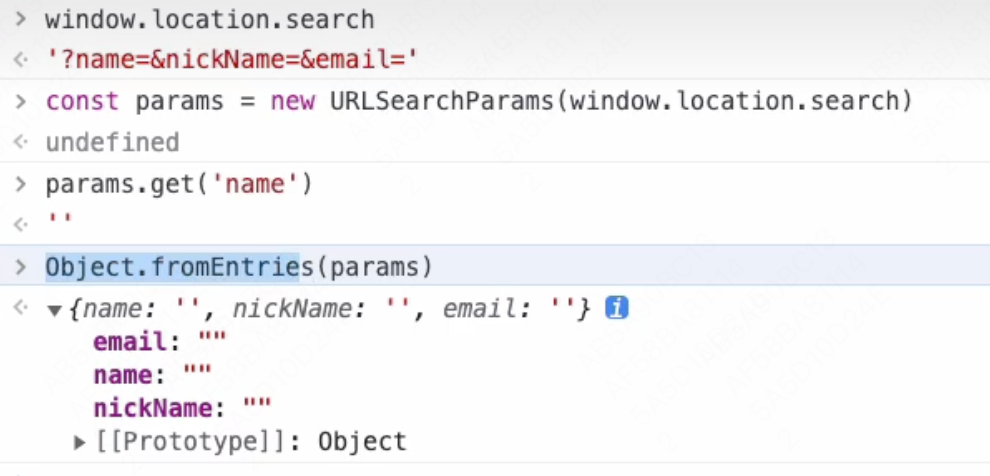 > window.location.search
<· '?name=&nickName=&email='
> const params = new URLSearchParams(window.location.search)
<· undefined
> params.get('name')
<· ''
> Object.fromEntries(params)
<· ▼{name: '', nickName: '', email: ''} i
email: ""
name: ""
nickName: ""
▶[[Prototype]]: Object